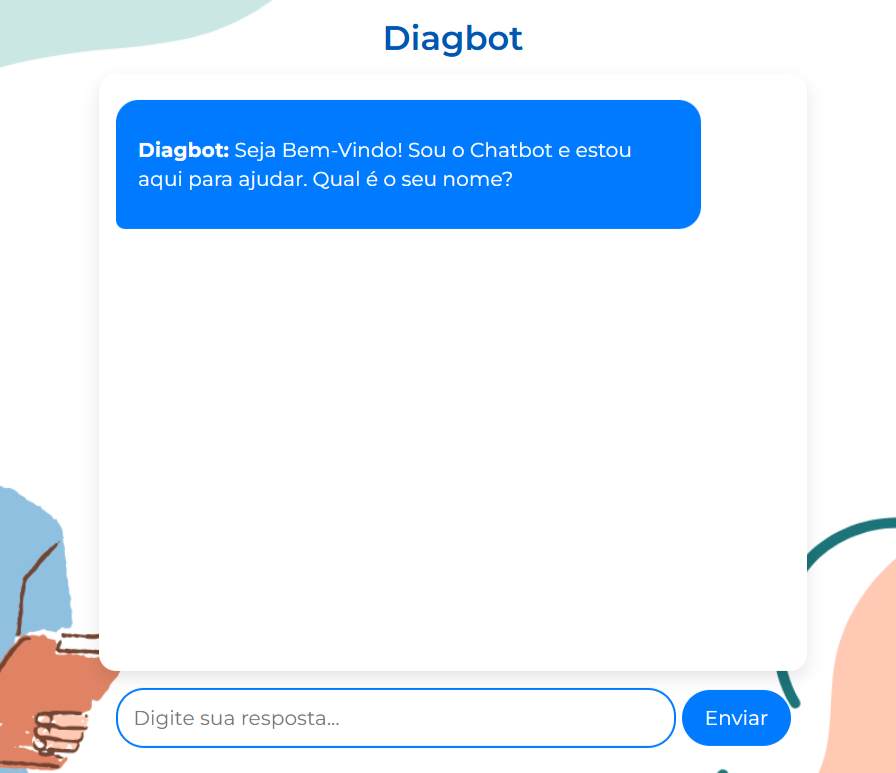 Diagbot
Diagbot: Seja Bem-Vindo! Sou o Chatbot e estou
aqui para ajudar. Qual é o seu nome?
Digite sua resposta...
Enviar